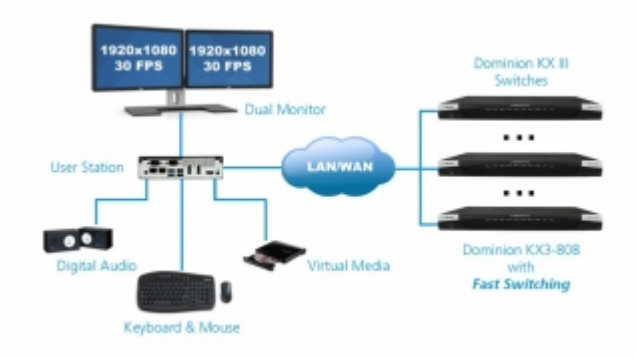 1920x1080
30 FPS
1920x1080
30 FPS
Dual Monitor
Dominion KX III
Switches
User Station
LAN/WAN
Digital Audio
Virtual Media
Keyboard & Mouse
Dominion KX3-808
with
Fast Switching